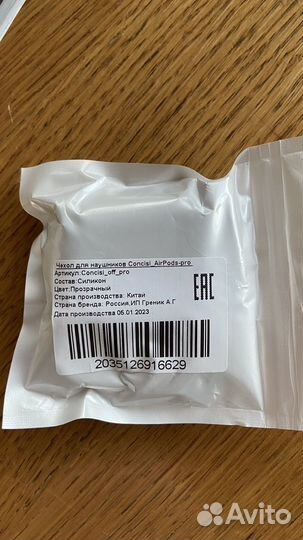 Чехол для наушников Concisi_AirPods-pro
Артикул:Concisi_off_pro
Состав:Силикон
Цвет:Прозрачный
Страна производства: Китай
Страна бренда: Россия,ИП Греник А.Г
Дата производства:05.01.2023
EAC
2035126916629
Avito